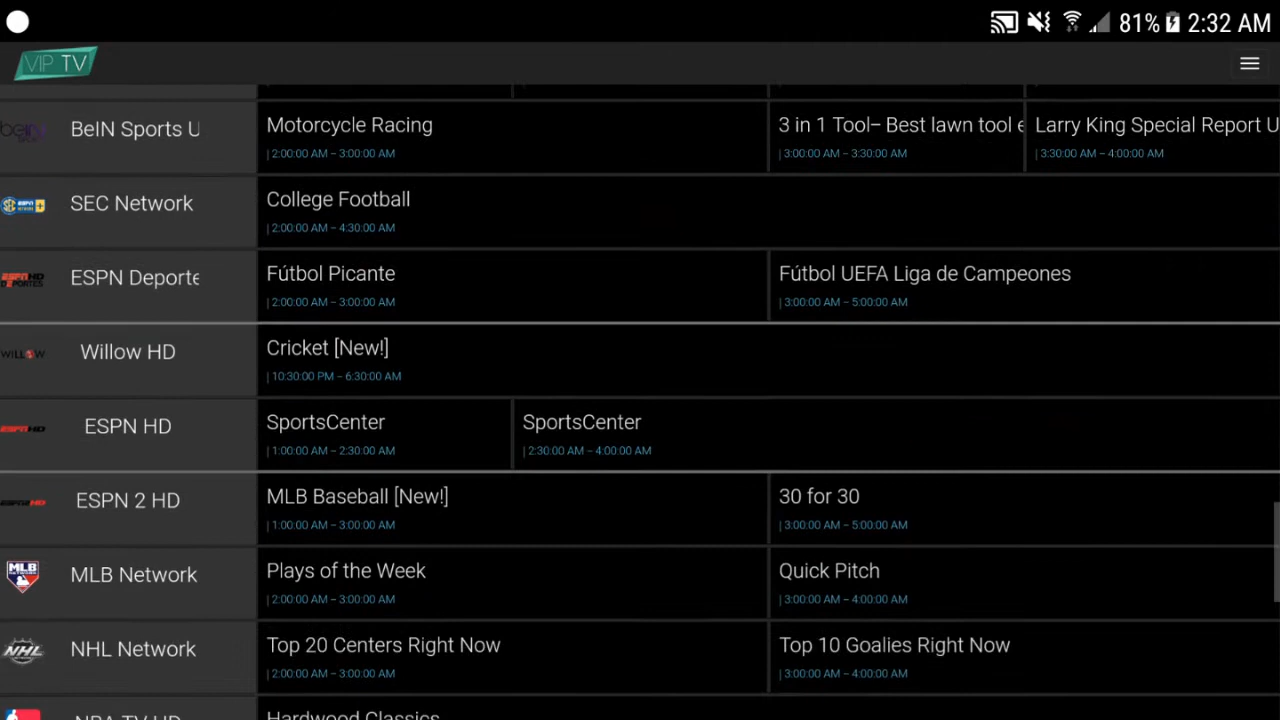 81% 2:32 AM
VIP TV
BeIN Sports U
Motorcycle Racing
| 2:00:00 AM – 3:00:00 AM
3 in 1 Tool– Best lawn tool e
| 3:00:00 AM – 3:30:00 AM
Larry King Special Report U
| 3:30:00 AM – 4:00:00 AM
SEC Network
College Football
| 2:00:00 AM – 4:30:00 AM
ESPN Deporte
Fútbol Picante
| 2:00:00 AM – 3:00:00 AM
Fútbol UEFA Liga de Campeones
| 3:00:00 AM – 5:00:00 AM
WILLOW
Willow HD
Cricket [New!]
| 10:30:00 PM – 6:30:00 AM
ESPN HD
SportsCenter
| 1:00:00 AM – 2:30:00 AM
SportsCenter
| 2:30:00 AM – 4:00:00 AM
ESPN 2 HD
MLB Baseball [New!]
| 1:00:00 AM – 3:00:00 AM
30 for 30
| 3:00:00 AM – 5:00:00 AM
MLB
MLB Network
Plays of the Week
| 2:00:00 AM – 3:00:00 AM
Quick Pitch
| 3:00:00 AM – 4:00:00 AM
NHL
NHL Network
Top 20 Centers Right Now
| 2:00:00 AM – 3:00:00 AM
Top 10 Goalies Right Now
| 3:00:00 AM – 4:00:00 AM
NBA TV HD
Hardwood Classics